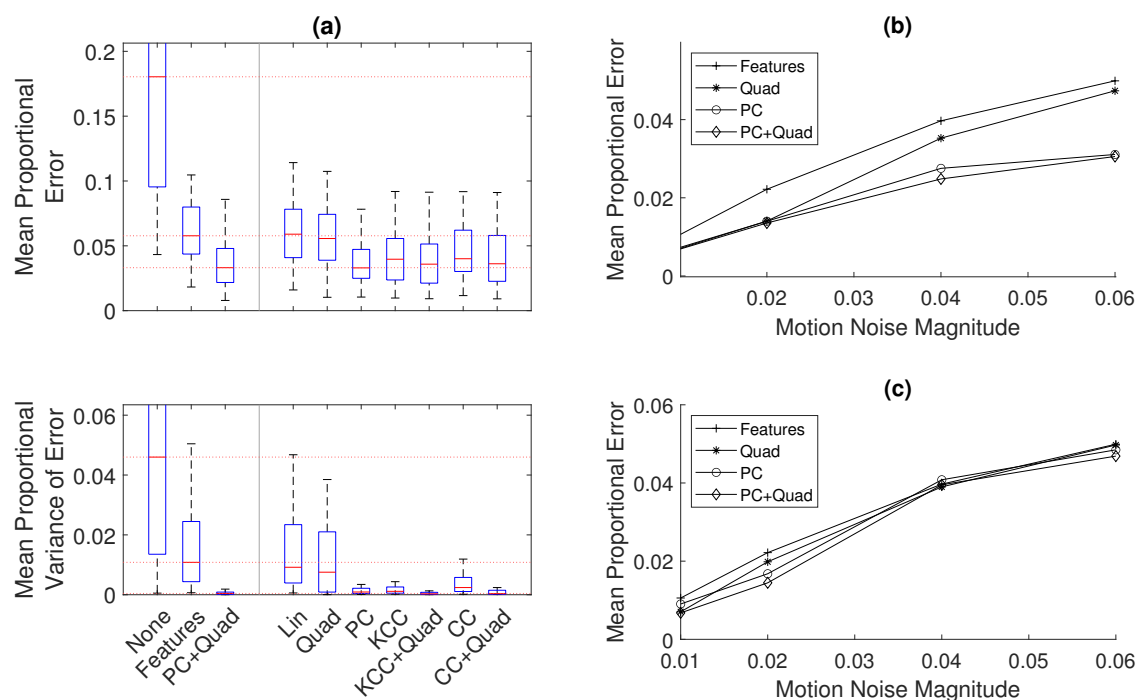 (a)
Mean Proportional
Error
0.2
0.15
0.1
0.05
0
Mean Proportional
Variance of Error
0.06
0.04
0.02
0
None
Features
PC+Quad
Lin
Quad
PC
KCC
KCC+Quad
CC
CC+Quad
(b)
Mean Proportional Error
0.04
0.02
0
Features
Quad
PC
PC+Quad
0.02 0.03 0.04 0.05 0.06
Motion Noise Magnitude
(c)
Mean Proportional Error
0.06
0.04
0.02
0
Features
Quad
PC
PC+Quad
0.01 0.02 0.03 0.04 0.05 0.06
Motion Noise Magnitude